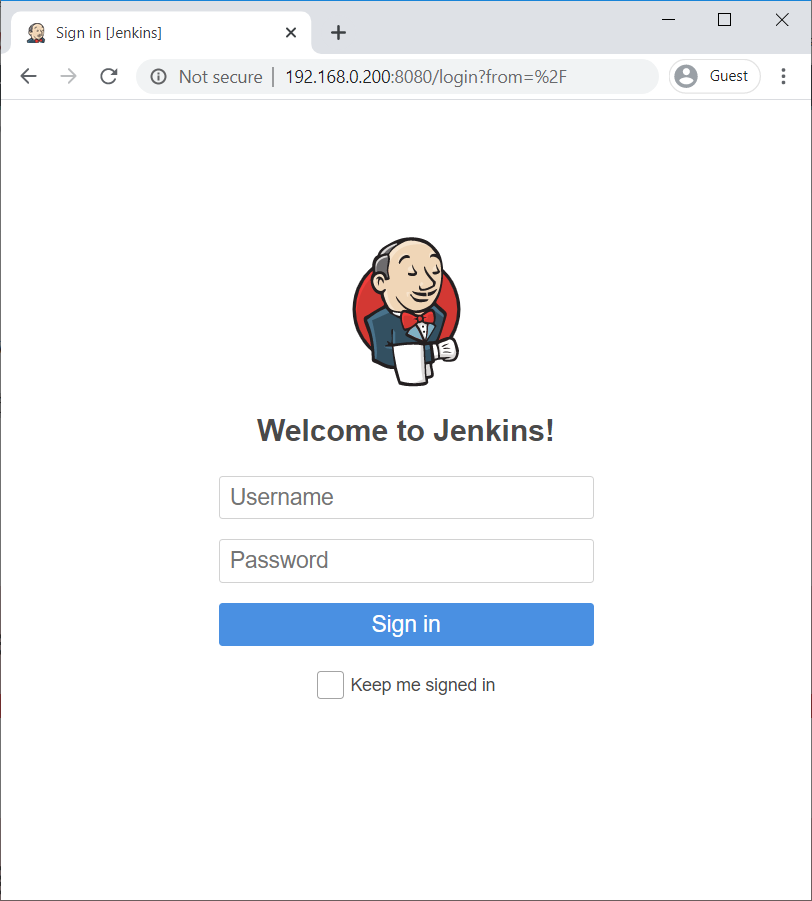 Sign in [Jenkins]
Not secure | 192.168.0.200:8080/login?from=%2F
Guest
Welcome to Jenkins!
Username
Password
Sign in
Keep me signed in